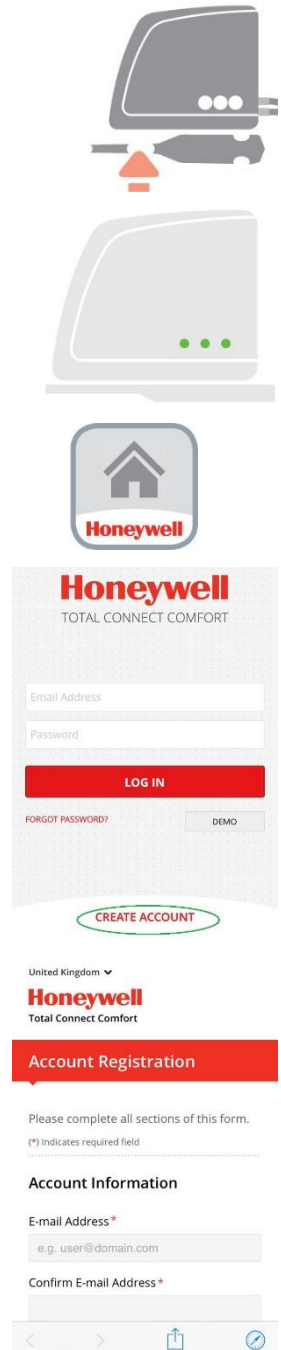 Honeywell
Honeywell
TOTAL CONNECT COMFORT
Email Address
Password
LOG IN
FORGOT PASSWORD?
DEMO
CREATE ACCOUNT
United Kingdom
Honeywell
Total Connect Comfort
Account Registration
Please complete all sections of this form.
(*) Indicates required field
Account Information
E-mail Address*
e.g. user@domain.com
Confirm E-mail Address*